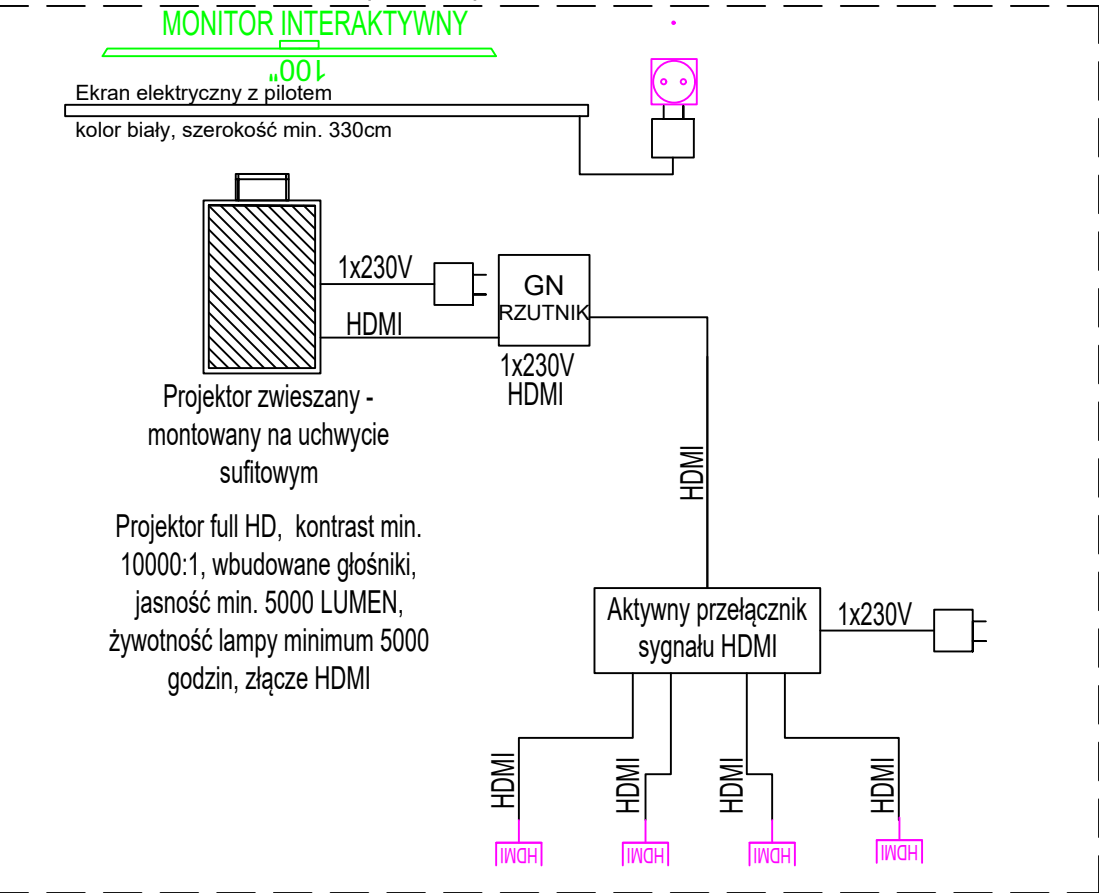 MONITOR INTERAKTYWNY
100"
Ekran elektryczny z pilotem
kolor biały, szerokość min. 330cm
1x230V
HDMI
GN
RZUTNIK
1x230V
HDMI
Projektor zwieszany -
montowany na uchwycie
sufitowym
Projektor full HD, kontrast min.
10000:1, wbudowane głośniki,
jasność min. 5000 LUMEN,
żywotność lampy minimum 5000
godzin, złącze HDMI
HDMI
Aktywny przełącznik
sygnału HDMI
1x230V
HDMI
HDMI
HDMI
HDMI
HDMI
HDMI
HDMI
HDMI